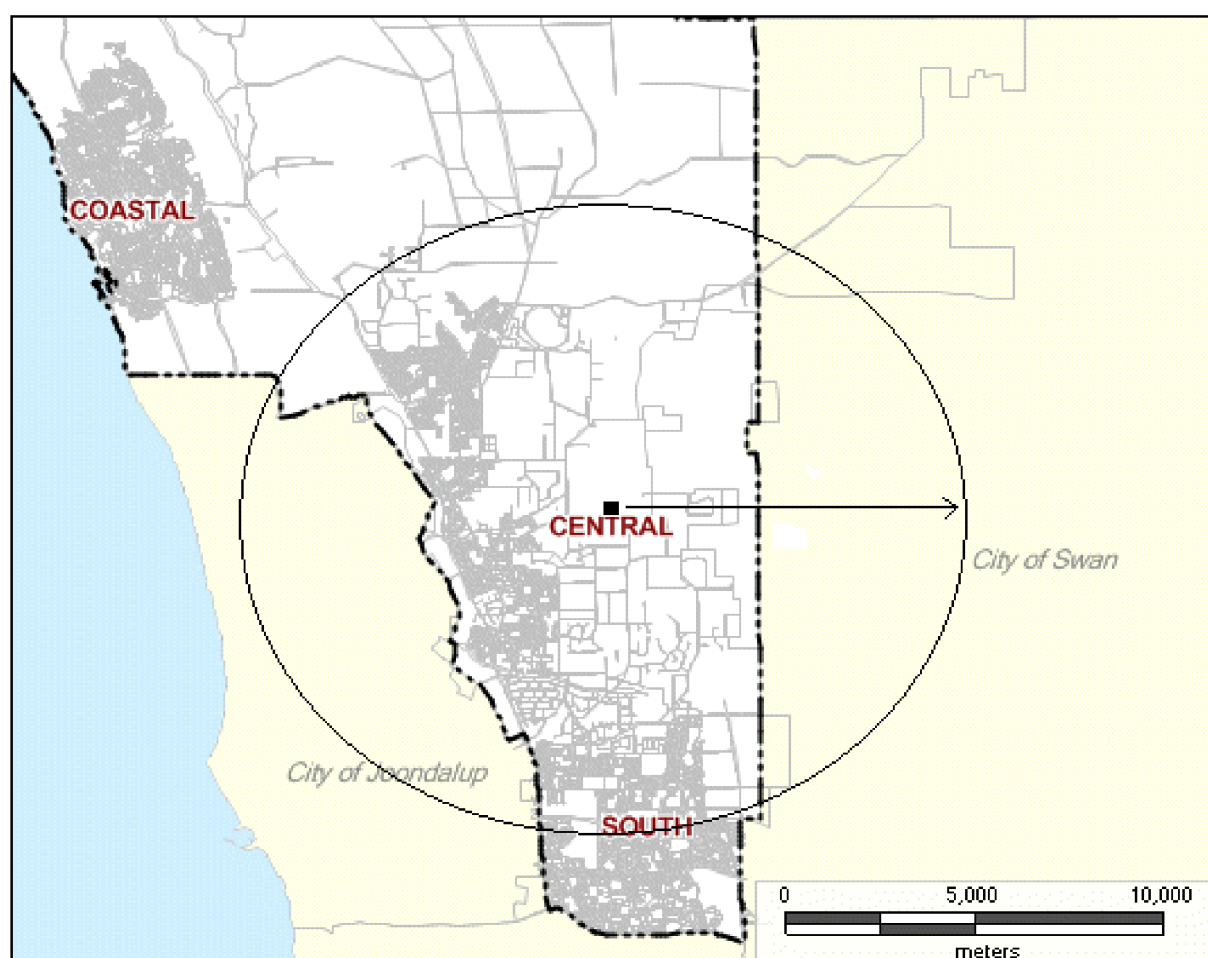 COASTAL
CENTRAL
City of Swan
City of Joondalup
SOUTH
0 5,000 10,000
meters